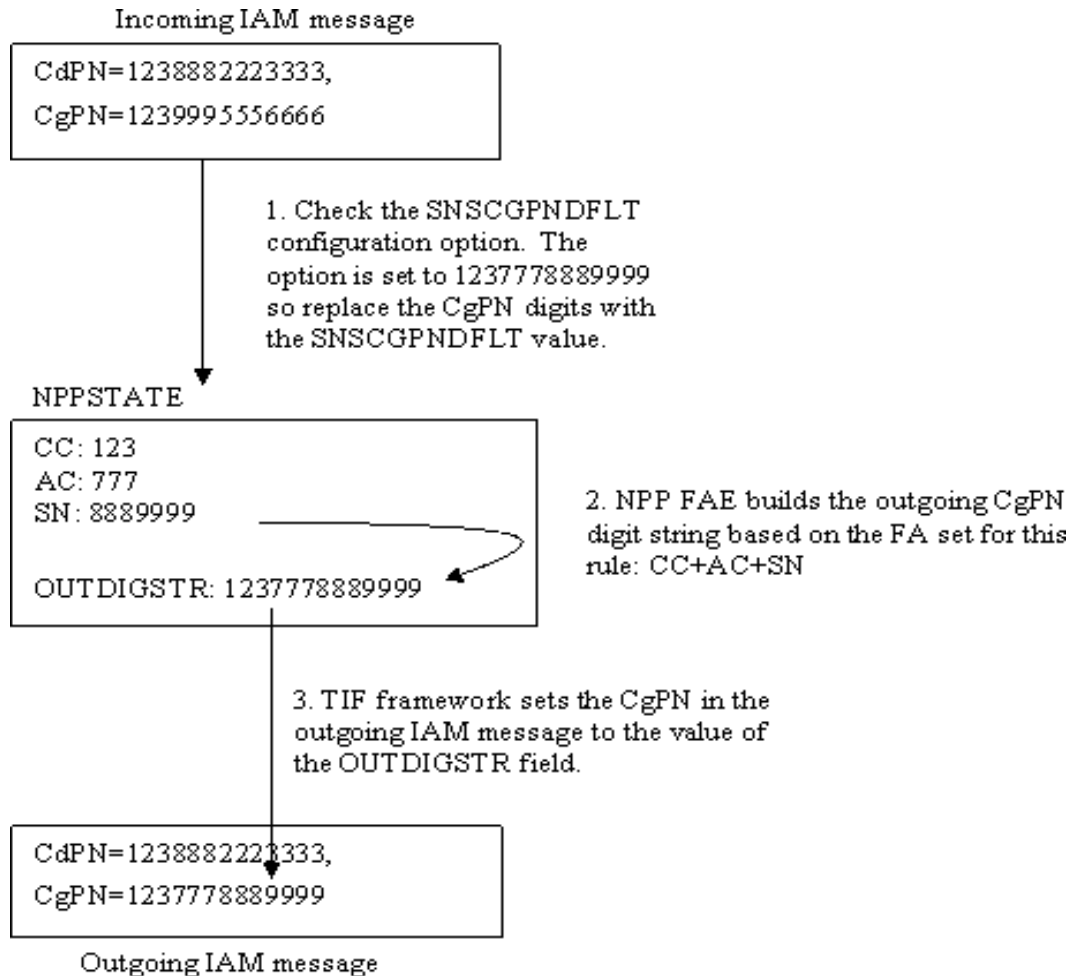 Incoming IAM message
CdPN=1238882223333,
CgPN=1239995556666
1. Check the SNSCGPNDFLT
configuration option. The
option is set to 1237778889999
so replace the CgPN digits with
the SNSCGPNDFLT value.
NPPSTATE
CC: 123
AC: 777
SN: 8889999
OUTDIGSTR: 1237778889999
2. NPP FAE builds the outgoing CgPN
digit string based on the FA set for this
rule: CC+AC+SN
3. TIF framework sets the CgPN in the
outgoing IAM message to the value of
the OUTDIGSTR field.
CdPN=1238882223333,
CgPN=1237778889999
Outgoing IAM message